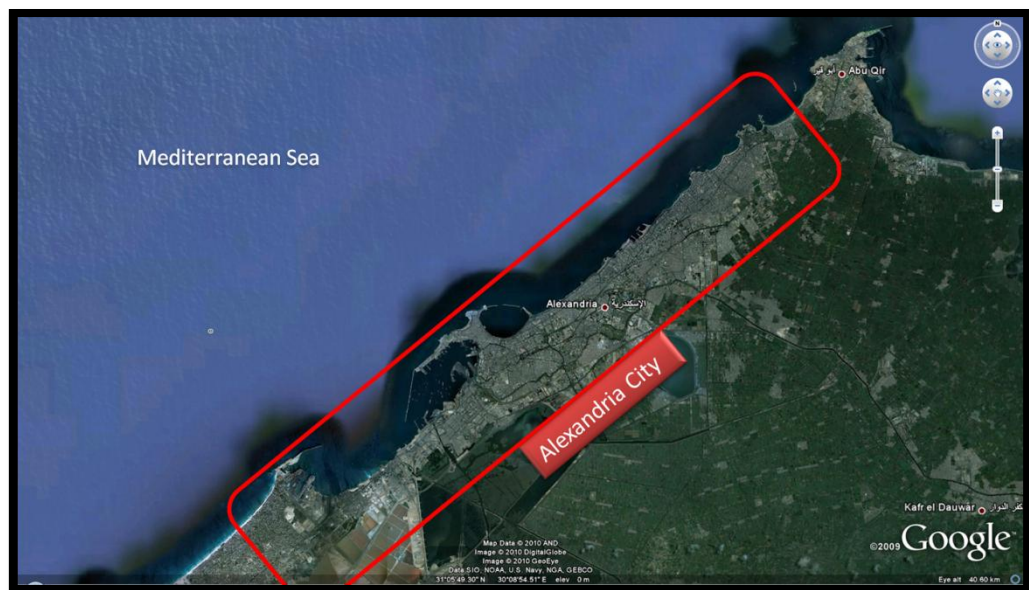 N
أبو قير Abu Qir
Mediterranean Sea
Alexandria الإسكندرية
Alexandria City
Kafr el Dauwar كفر الدوار
©2009 Google
Map Data © 2010 AND
Image © 2010 DigitalGlobe
Image © 2010 GeoEye
Data SIO, NOAA, U.S. Navy, NGA, GEBCO
31°05'49.30" N 30°08'54.51" E elev 0 m
Eye alt 40.60 km